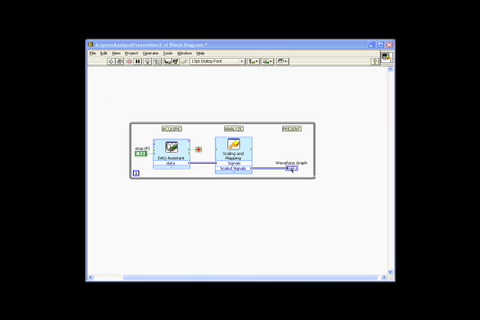 AcquireAnalyzePresentDev2.vi Block Diagram *
File Edit View Project Operate Tools Window Help
13pt Dialog Font
ACQUIRE ANALYZE PRESENT
stop (F)
DAQ Assistant
data
Scaling and
Mapping
Signals
Scaled Signals
Waveform Graph
i